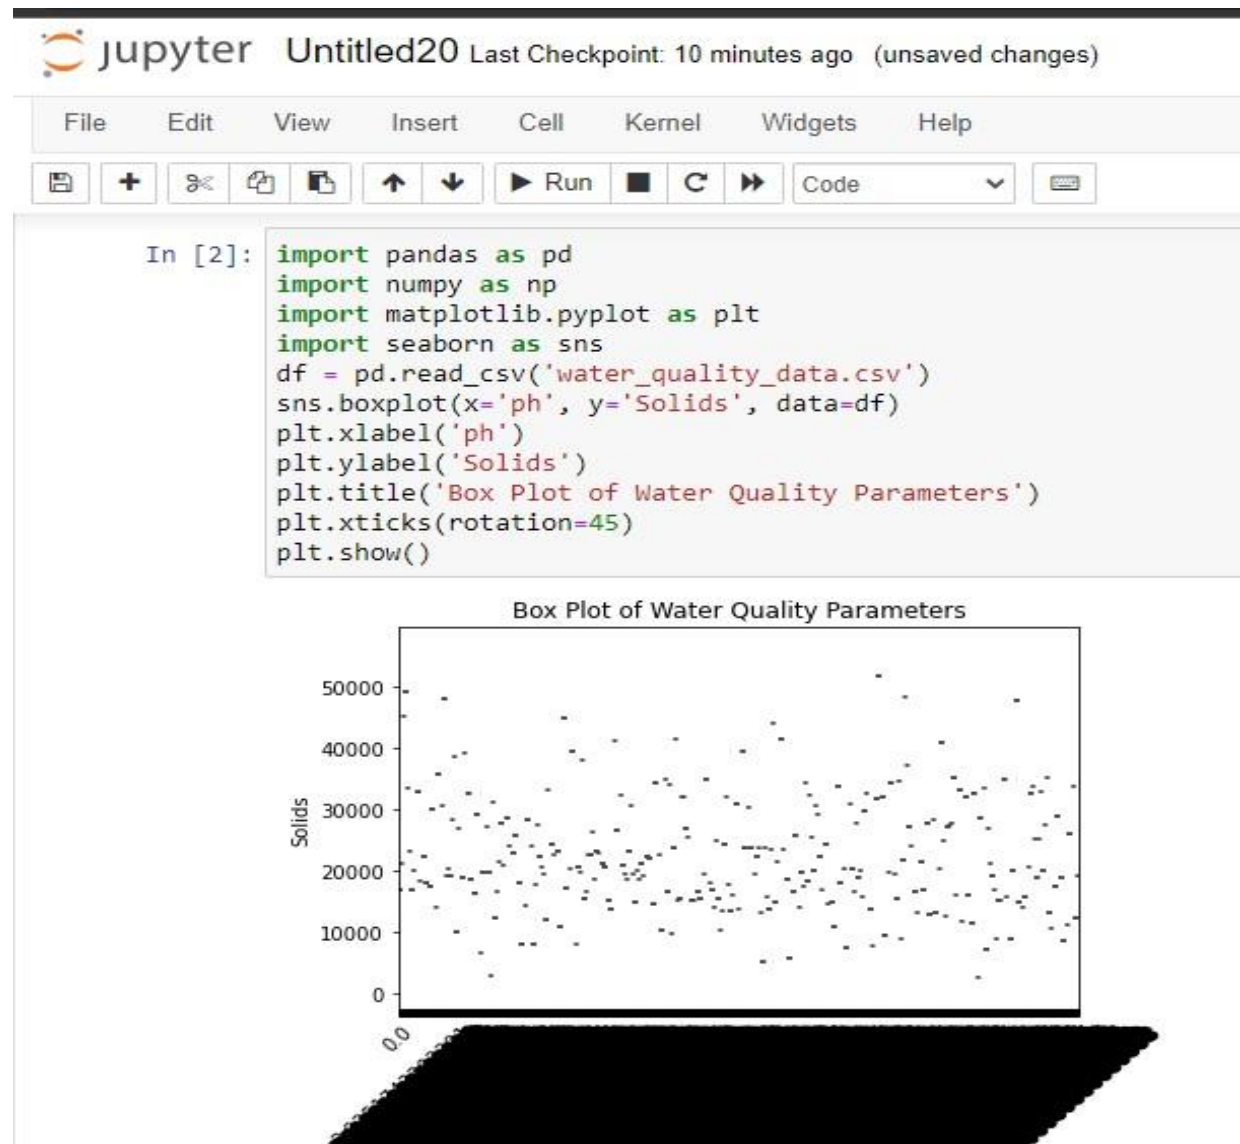 jupyter Untitled20 Last Checkpoint: 10 minutes ago (unsaved changes)
File Edit View Insert Cell Kernel Widgets Help
Run Code
In [2]: import pandas as pd
import numpy as np
import matplotlib.pyplot as plt
import seaborn as sns
df = pd.read_csv('water_quality_data.csv')
sns.boxplot(x='ph', y='Solids', data=df)
plt.xlabel('ph')
plt.ylabel('Solids')
plt.title('Box Plot of Water Quality Parameters')
plt.xticks(rotation=45)
plt.show()
Box Plot of Water Quality Parameters
50000
40000
30000
Solids
20000
10000
0
0.0